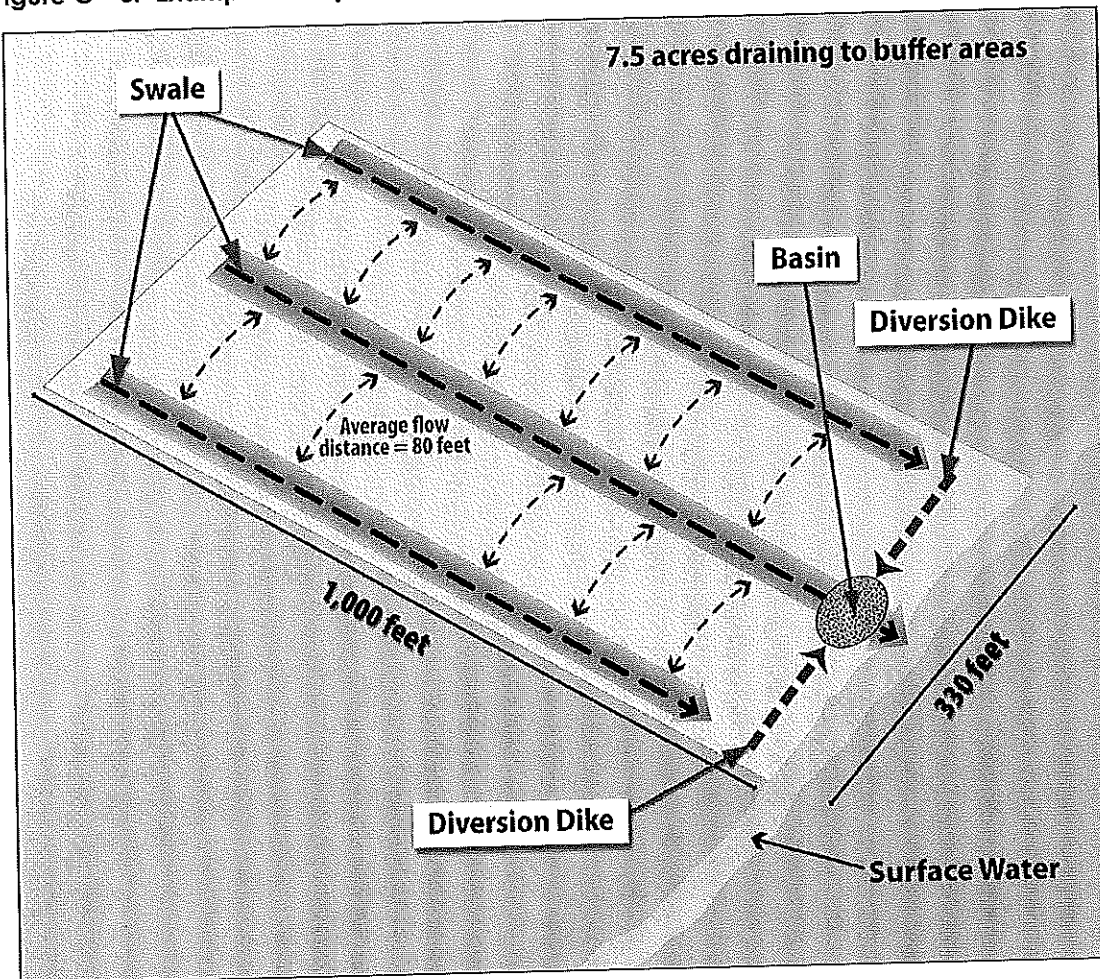 7.5 acres draining to buffer areas
Swale
Basin
Diversion Dike
Average flow
distance = 80 feet
1,000 feet
330 feet
Diversion Dike
Surface Water